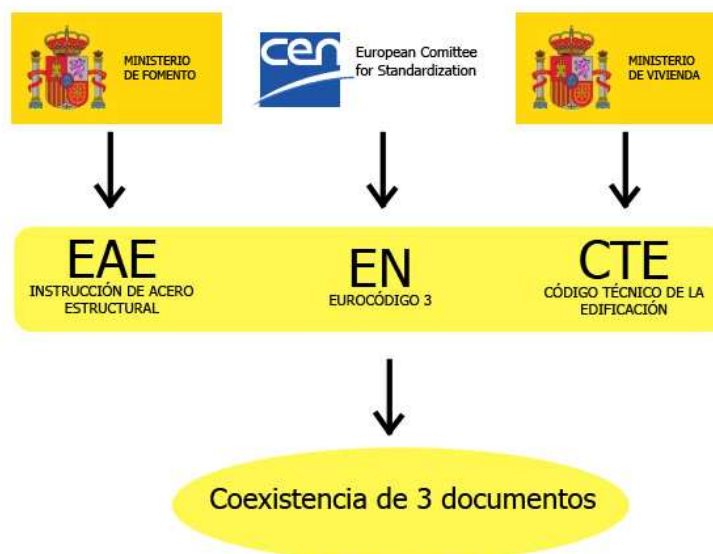 MINISTERIO
DE FOMENTO
cen
European Comittee
for Standardization
MINISTERIO
DE VIVIENDA
EAE
INSTRUCCIÓN DE ACERO
ESTRUCTURAL
EN
EUROCÓDIGO 3
CTE
CÓDIGO TÉCNICO DE LA
EDIFICACIÓN
Coexistencia de 3 documentos